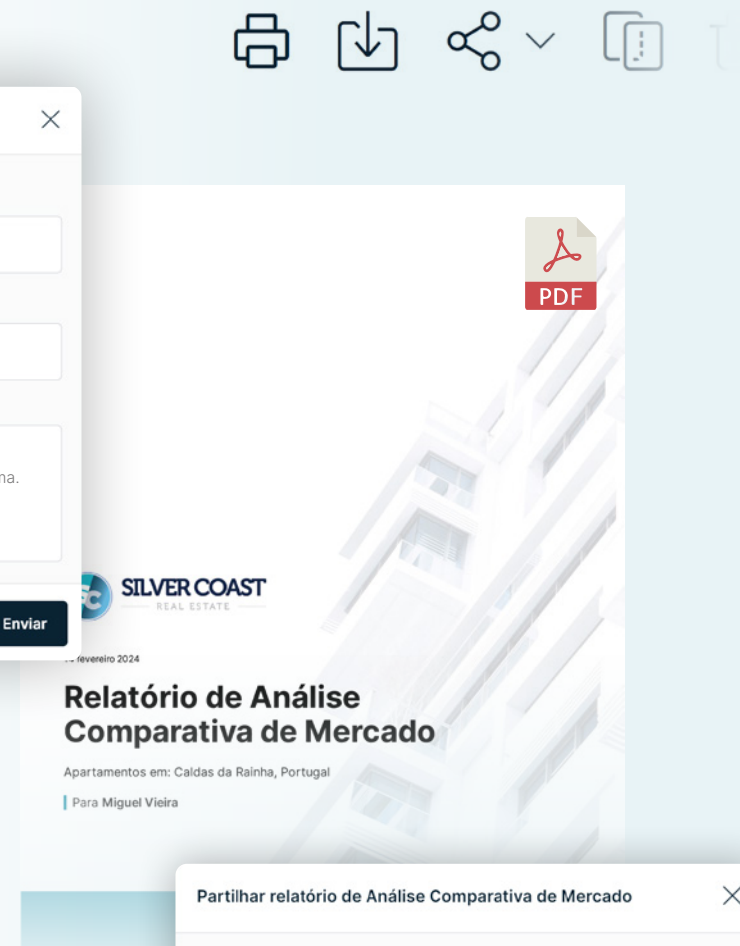 PDF
ma.
SILVER COAST
REAL ESTATE
Enviar
fevereiro 2024
Relatório de Análise
Comparativa de Mercado
Apartamentos em: Caldas da Rainha, Portugal
Para Miguel Vieira
Partilhar relatório de Análise Comparativa de Mercado